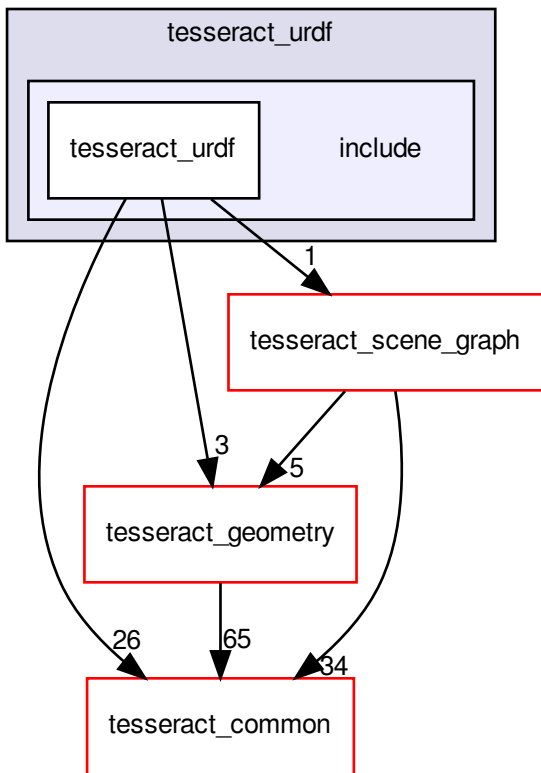 tesseract_urdf
tesseract_urdf
include
1
tesseract_scene_graph
3
5
tesseract_geometry
26
65
34
tesseract_common